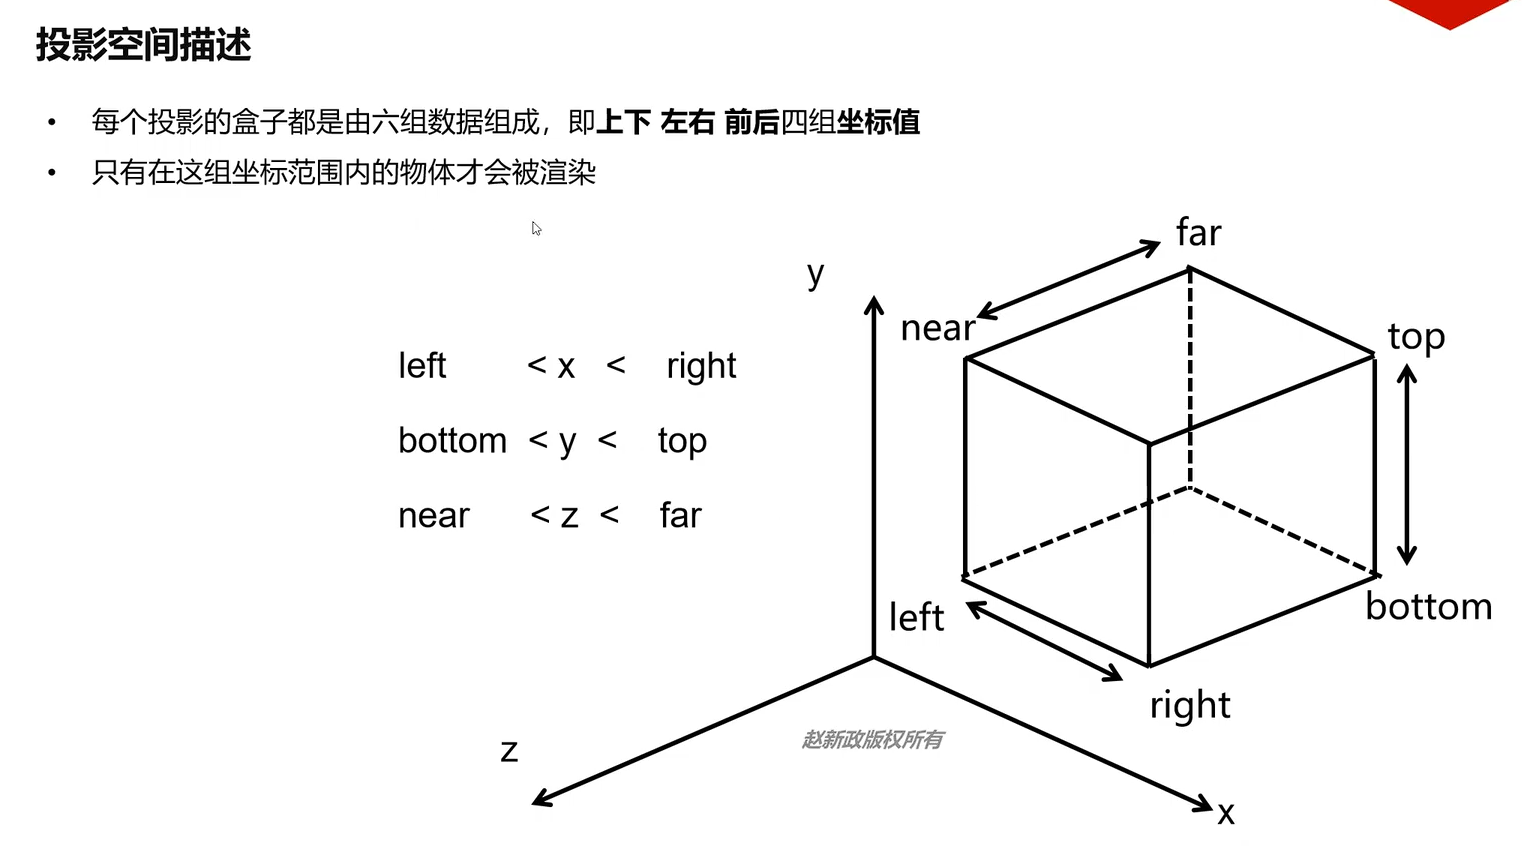 投影空间描述
• 每个投影的盒子都是由六组数据组成，即上下 左右 前后四组坐标值
• 只有在这组坐标范围内的物体才会被渲染
far
y
near
top
left < x < right
bottom < y < top
near < z < far
left
bottom
right
赵新政版权所有
z
x